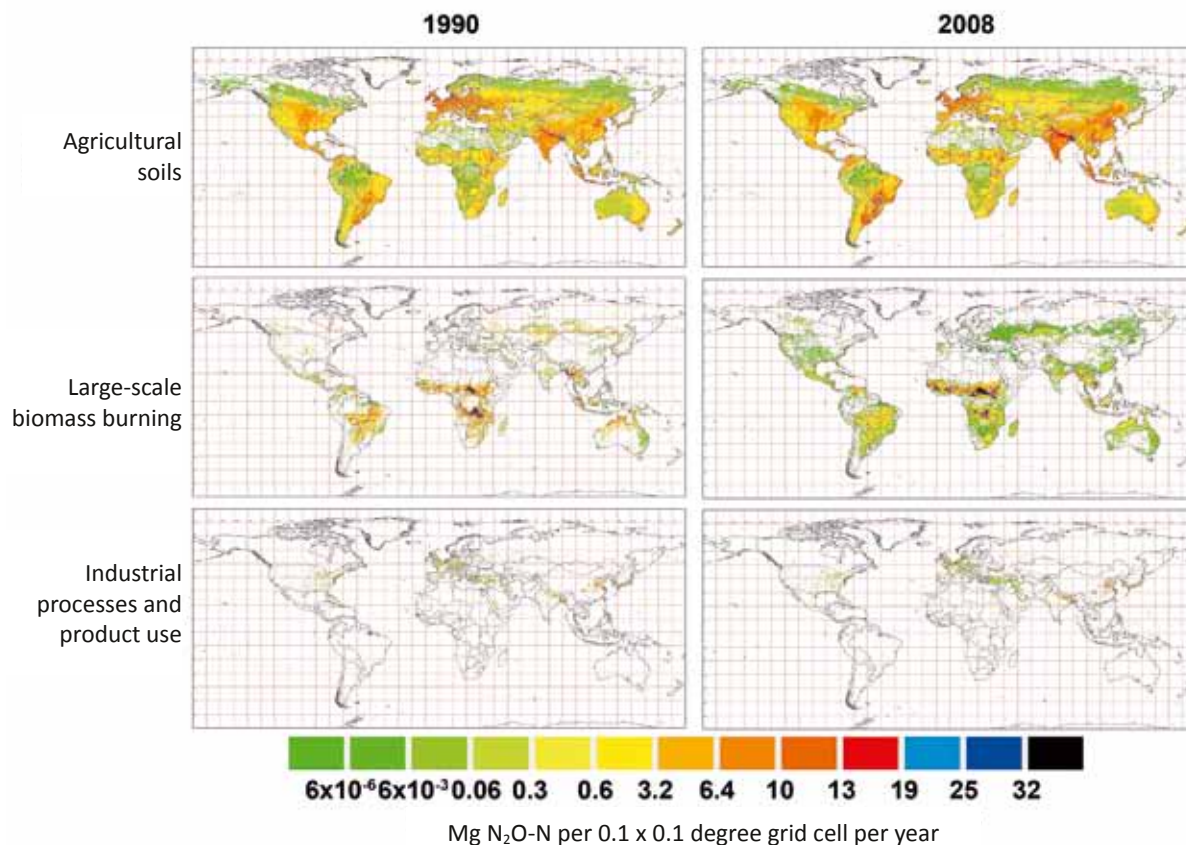 1990
2008
Agricultural
soils
Large-scale
biomass burning
Industrial
processes and
product use
6x10⁻⁶ 6x10⁻³ 0.06 0.3 0.6 3.2 6.4 10 13 19 25 32
Mg N₂O-N per 0.1 x 0.1 degree grid cell per year